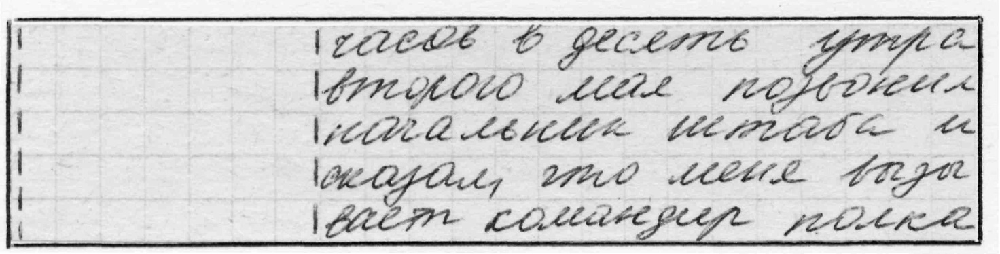 часов в десять утра
второго мая позвонил
начальник штаба и
сказал, что меня вызы
вает командир полка